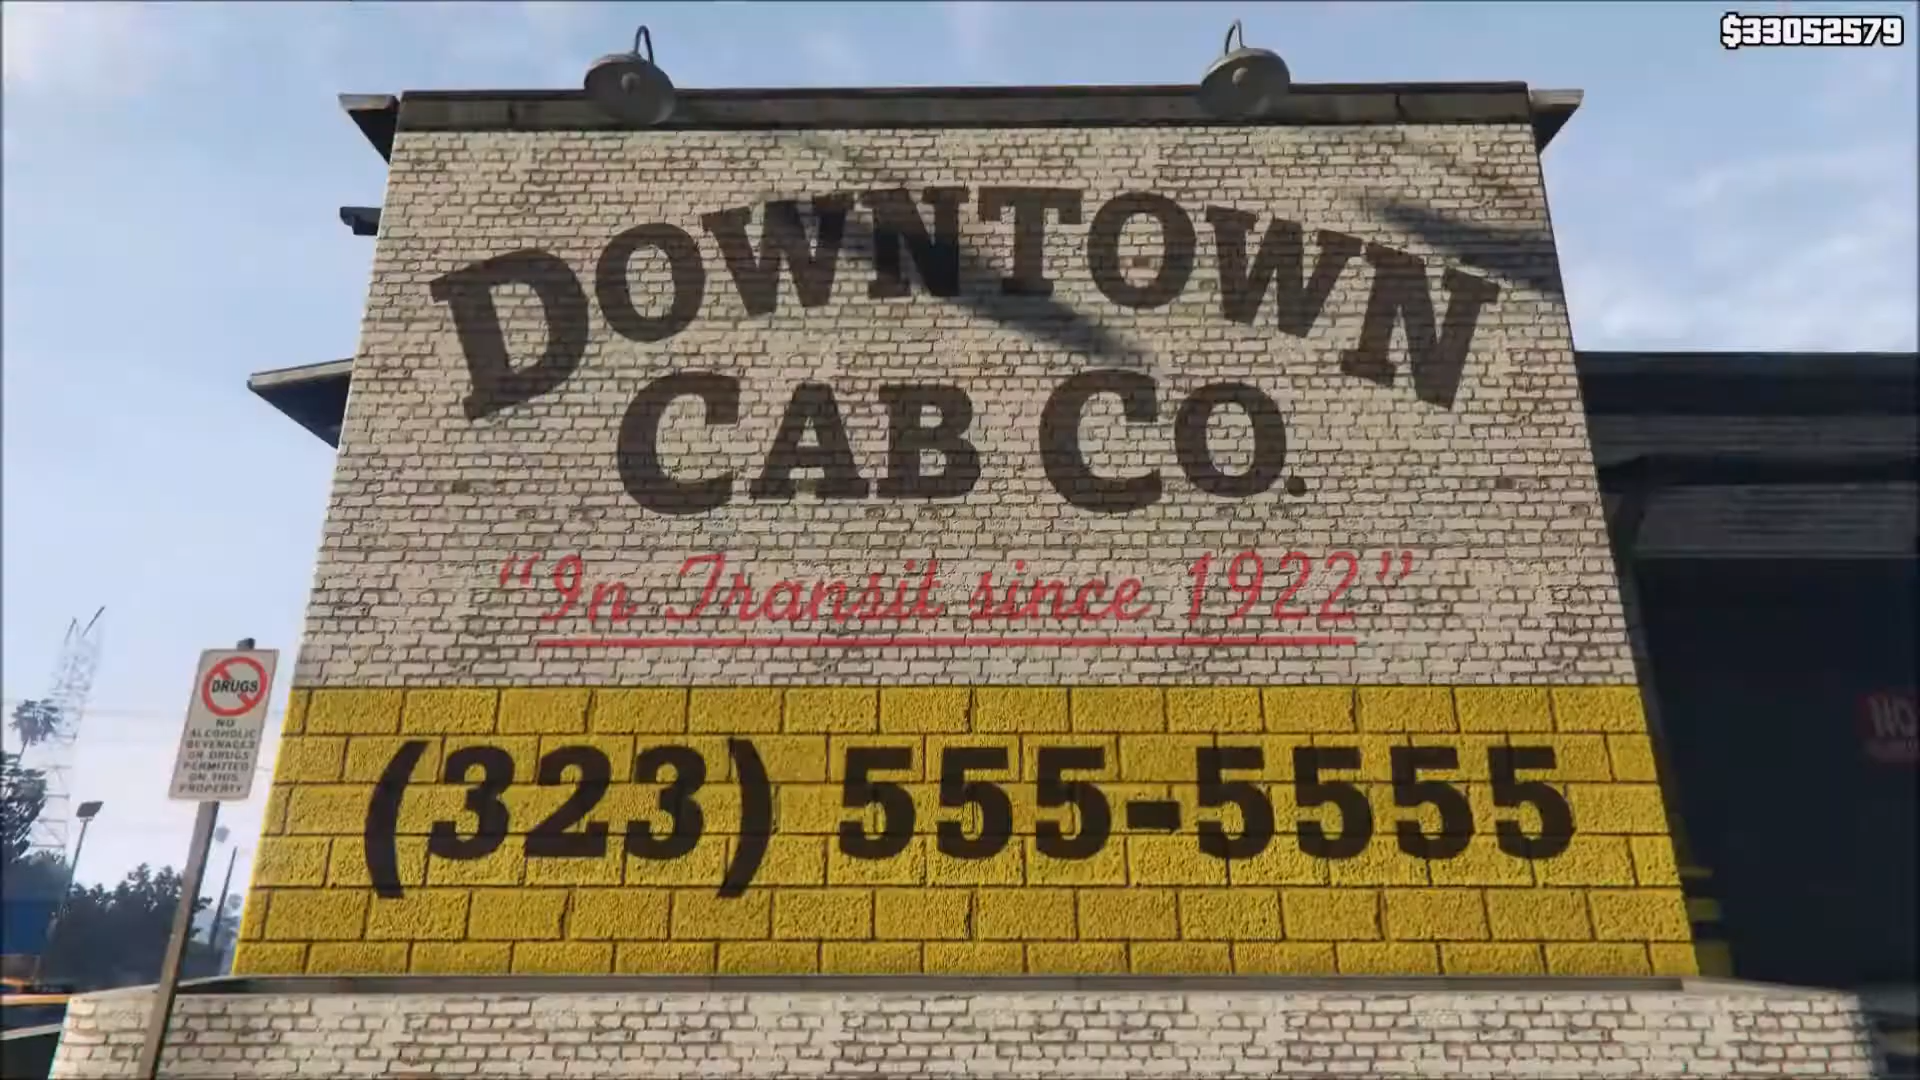 $33052579
DOWNTOWN
CAB CO.
"In Transit since 1922"
(323) 555-5555
DRUGS
NO
ALCOHOLIC
BEVERAGES
OR DRUGS
PERMITTED
ON THIS
PROPERTY
NO